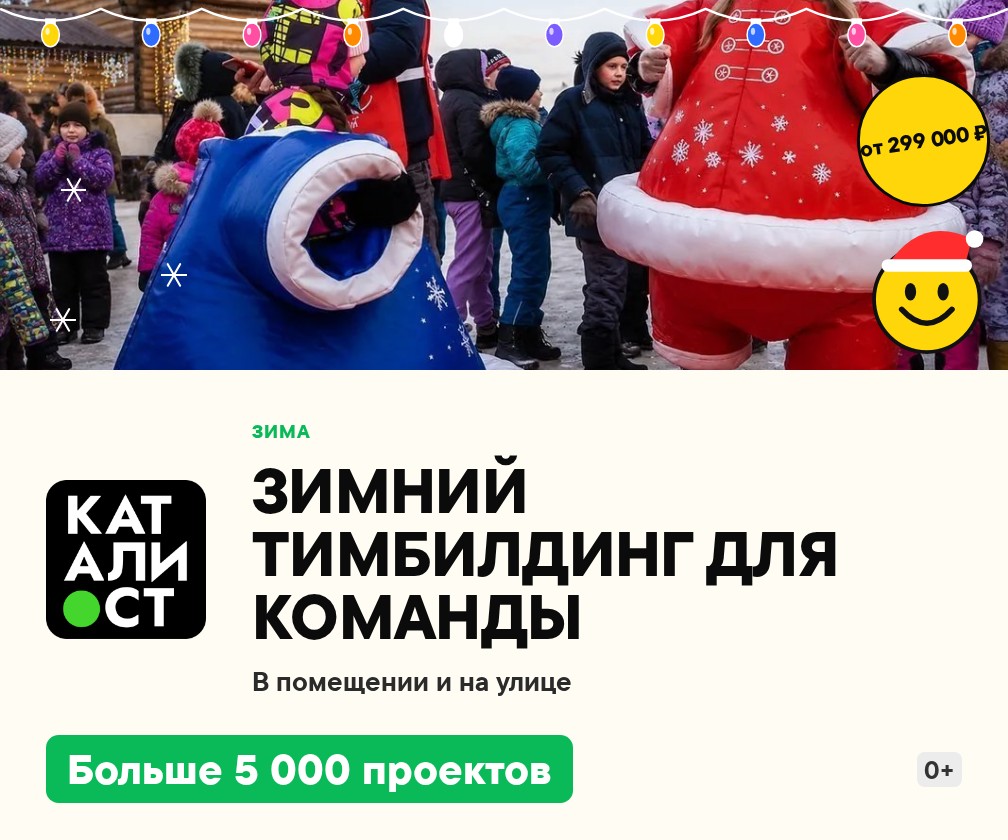 от 299 000 ₽
ЗИМА
КАТ
АЛИ
СТ
ЗИМНИЙ
ТИМБИЛДИНГ ДЛЯ
КОМАНДЫ
В помещении и на улице
Больше 5 000 проектов
0+